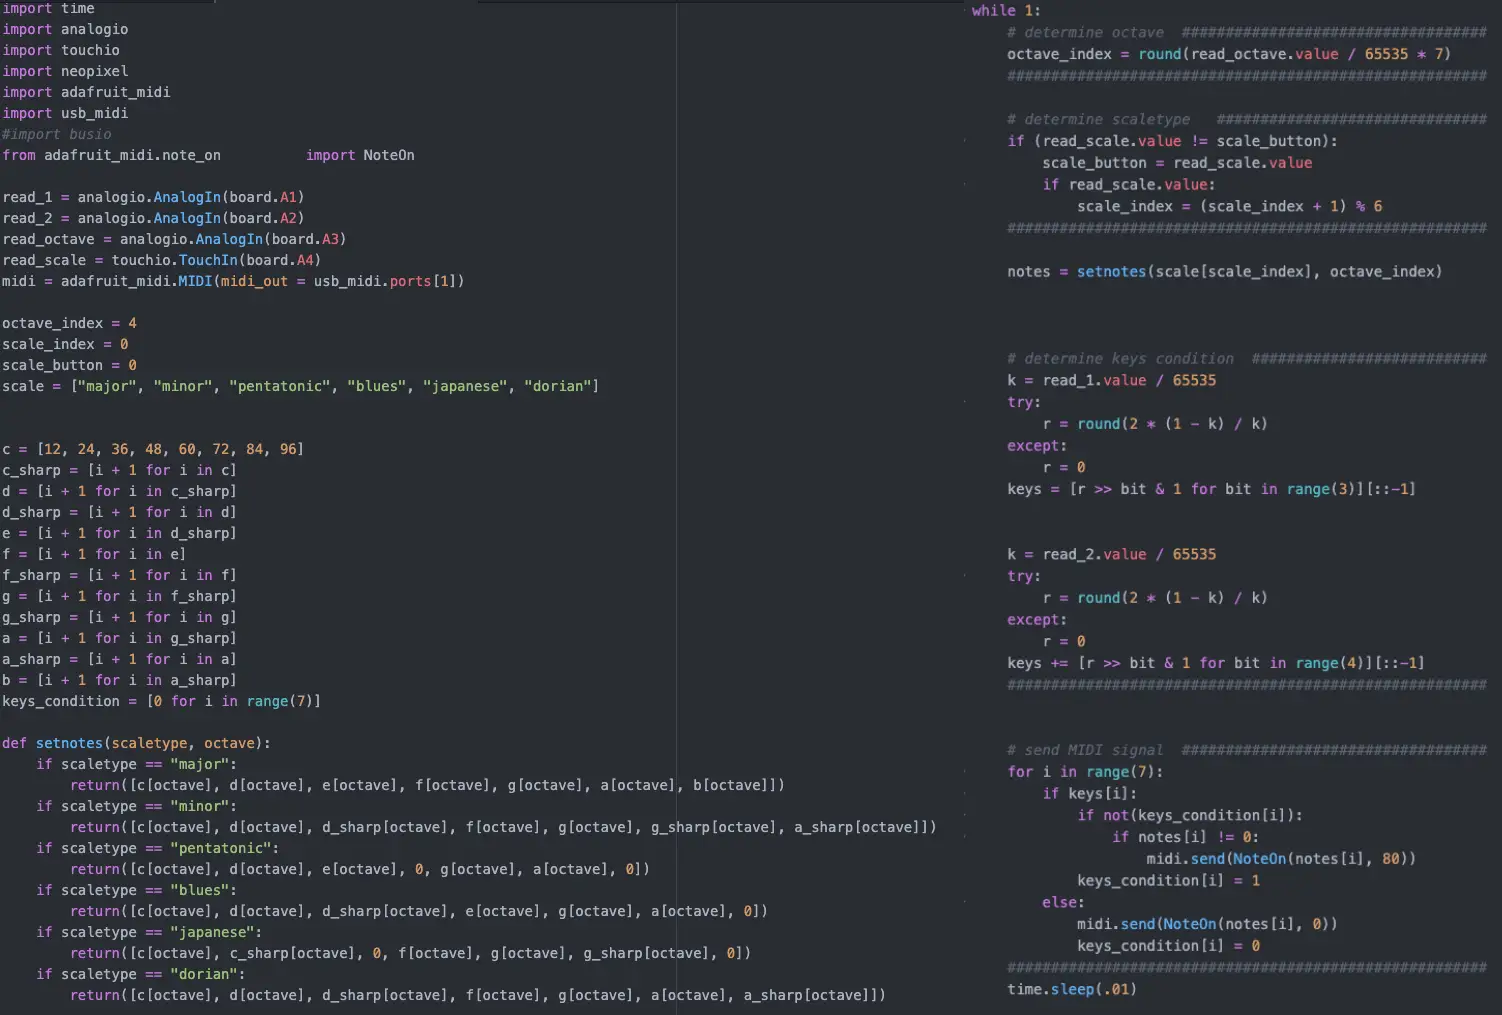 import time
import analogio
import touchio
import neopixel
import adafruit_midi
import usb_midi
#import busio
from adafruit_midi.note_on          import NoteOn

read_1 = analogio.AnalogIn(board.A1)
read_2 = analogio.AnalogIn(board.A2)
read_octave = analogio.AnalogIn(board.A3)
read_scale = touchio.TouchIn(board.A4)
midi = adafruit_midi.MIDI(midi_out = usb_midi.ports[1])

octave_index = 4
scale_index = 0
scale_button = 0
scale = ["major", "minor", "pentatonic", "blues", "japanese", "dorian"]

c = [12, 24, 36, 48, 60, 72, 84, 96]
c_sharp = [i + 1 for i in c]
d = [i + 1 for i in c_sharp]
d_sharp = [i + 1 for i in d]
e = [i + 1 for i in d_sharp]
f = [i + 1 for i in e]
f_sharp = [i + 1 for i in f]
g = [i + 1 for i in f_sharp]
g_sharp = [i + 1 for i in g]
a = [i + 1 for i in g_sharp]
a_sharp = [i + 1 for i in a]
b = [i + 1 for i in a_sharp]
keys_condition = [0 for i in range(7)]

def setnotes(scaletype, octave):
    if scaletype == "major":
        return([c[octave], d[octave], e[octave], f[octave], g[octave], a[octave], b[octave]])
    if scaletype == "minor":
        return([c[octave], d[octave], d_sharp[octave], f[octave], g[octave], g_sharp[octave], a_sharp[octave]])
    if scaletype == "pentatonic":
        return([c[octave], d[octave], e[octave], 0, g[octave], a[octave], 0])
    if scaletype == "blues":
        return([c[octave], d[octave], d_sharp[octave], e[octave], g[octave], a[octave], 0])
    if scaletype == "japanese":
        return([c[octave], c_sharp[octave], 0, f[octave], g[octave], g_sharp[octave], 0])
    if scaletype == "dorian":
        return([c[octave], d[octave], d_sharp[octave], f[octave], g[octave], a[octave], a_sharp[octave]])

while 1:
    # determine octave  ###################################
    octave_index = round(read_octave.value / 65535 * 7)
    #######################################################

    # determine scaletype   ###############################
    if (read_scale.value != scale_button):
        scale_button = read_scale.value
        if read_scale.value:
            scale_index = (scale_index + 1) % 6
    #######################################################

    notes = setnotes(scale[scale_index], octave_index)

    # determine keys condition  ###########################
    k = read_1.value / 65535
    try:
        r = round(2 * (1 - k) / k)
    except:
        r = 0
    keys = [r >> bit & 1 for bit in range(3)][::-1]

    k = read_2.value / 65535
    try:
        r = round(2 * (1 - k) / k)
    except:
        r = 0
    keys += [r >> bit & 1 for bit in range(4)][::-1]
    #######################################################

    # send MIDI signal  ###################################
    for i in range(7):
        if keys[i]:
            if not(keys_condition[i]):
                if notes[i] != 0:
                    midi.send(NoteOn(notes[i], 80))
            keys_condition[i] = 1
        else:
            midi.send(NoteOn(notes[i], 0))
            keys_condition[i] = 0
    #######################################################
    time.sleep(.01)